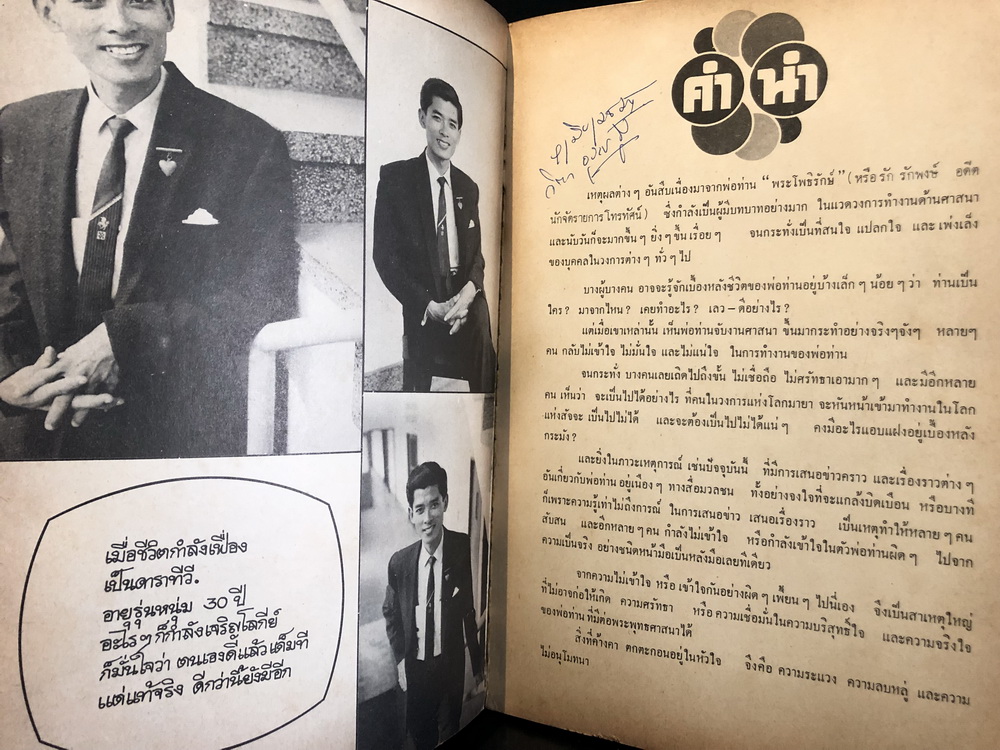 เมื่อชีวิตกำลังเฟื่อง
เป็นดาราทีวี.
อายุรุ่นหนุ่ม 30 ปี
อะไรๆ ก็กำลังเจริญโลกีย์
ก็มั่นใจว่า ตนเองดีแล้วเต็มที่
แต่แท้จริง ดีกว่านี้ยังมีอีก
คำนำ
เหตุผลต่าง ๆ อันสืบเนื่องมาจากพ่อท่าน “พระโพธิรักษ์” (หรือ รัก รักพงษ์ อดีต
นักจัดรายการโทรทัศน์) ซึ่งกำลังเป็นผู้มีบทบาทอย่างมาก ในแวดวงการทำงานด้านศาสนา
และนับวันก็จะมากขึ้น ๆ ยิ่ง ๆ ขึ้น เรื่อย ๆ จนกระทั่งเป็นที่สนใจ แปลกใจ และ เพ่งเล็ง
ของบุคคลในวงการต่าง ๆ ทั่ว ๆ ไป
บางผู้บางคน อาจจะรู้จักเบื้องหลังชีวิตของพ่อท่านอยู่บ้างเล็ก ๆ น้อย ๆ ว่า ท่านเป็น
ใคร ? มาจากไหน ? เคยทำอะไร ? เลว – ดีอย่างไร ?
แต่เมื่อเขาเหล่านั้น เห็นพ่อท่านจับงานศาสนา ขึ้นมากระทำอย่างจริงๆจังๆ หลายๆ
คน กลับไม่เข้าใจ ไม่มั่นใจ และไม่แน่ใจ ในการทำงานของพ่อท่าน
จนกระทั่ง บางคนเลยเถิดไปถึงขั้น ไม่เชื่อถือ ไม่ศรัทธาเอามาก ๆ และมีอีกหลาย
คน เห็นว่า จะเป็นไปได้อย่างไร ที่คนในวงการแห่งโลกมายา จะหันหน้าเข้ามาทำงานในโลก
แห่งสัจจะ เป็นไปไม่ได้ และจะต้องเป็นไปไม่ได้แน่ ๆ คงมีอะไรแอบแฝงอยู่เบื้องหลัง
กระมัง ?
และยิ่งในภาวะเหตุการณ์ เช่นปัจจุบันนี้ ที่มีการเสนอข่าวคราว และเรื่องราวต่าง ๆ
อันเกี่ยวกับพ่อท่าน อยู่เนือง ๆ ทางสื่อมวลชน ทั้งอย่างจงใจที่จะแกล้งบิดเบือน หรือบางที
ก็เพราะความรู้เท่าไม่ถึงการณ์ ในการเสนอข่าว เสนอเรื่องราว เป็นเหตุทำให้หลาย ๆ คน
สับสน และอีกหลาย ๆ คน กำลังไม่เข้าใจ หรือกำลังเข้าใจในตัวพ่อท่านผิด ๆ ไปจาก
ความเป็นจริง อย่างชนิดหน้ามือเป็นหลังมือเลยทีเดียว
จากความไม่เข้าใจ หรือ เข้าใจกันอย่างผิด ๆ เพี้ยน ๆ ไปนี่เอง จึงเป็นสาเหตุใหญ่
ที่ไม่อาจก่อให้เกิด ความศรัทธา หรือ ความเชื่อมั่นในความบริสุทธิ์ใจ และความจริงใจ
ของพ่อท่าน ที่มีต่อพระพุทธศาสนาได้
สิ่งที่ค้างคา ตกตะกอนอยู่ในหัวใจ จึงคือ ความระแวง ความลบหลู่ และความ
ไม่อนุโมทนา